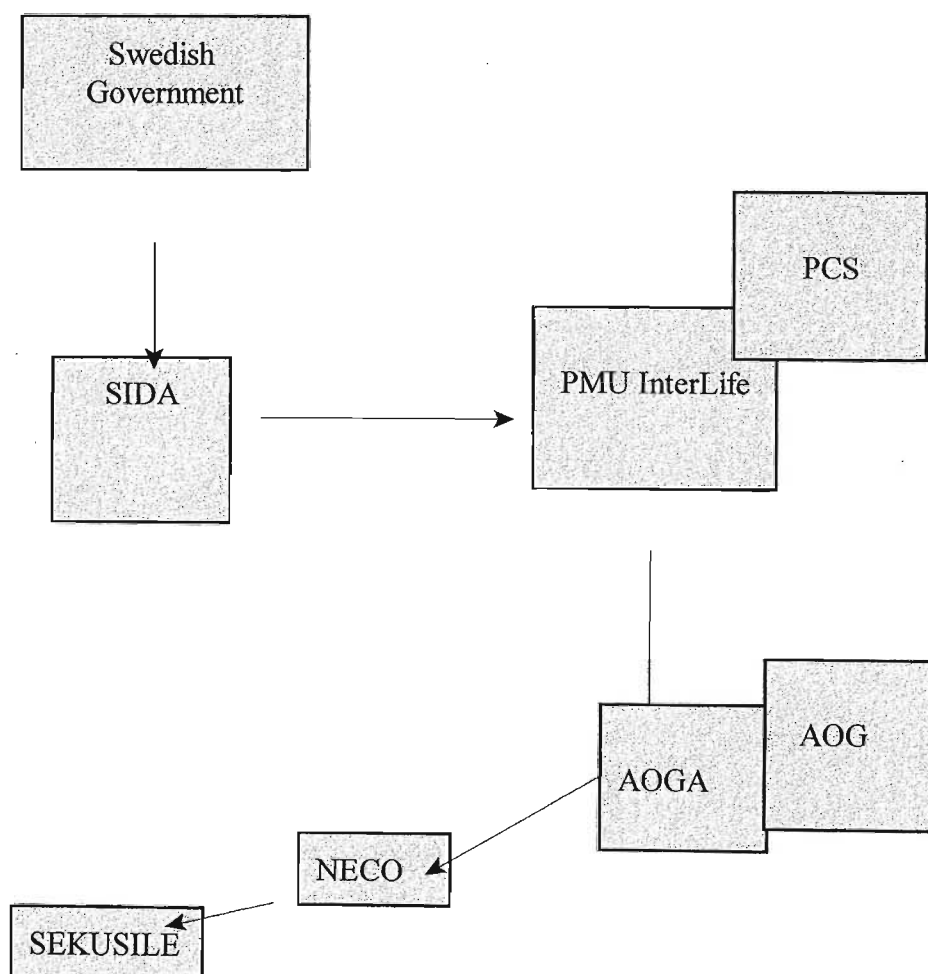 Swedish
Government
PCS
PMU InterLife
SIDA
AOG
AOGA
NECO
SEKUSILE